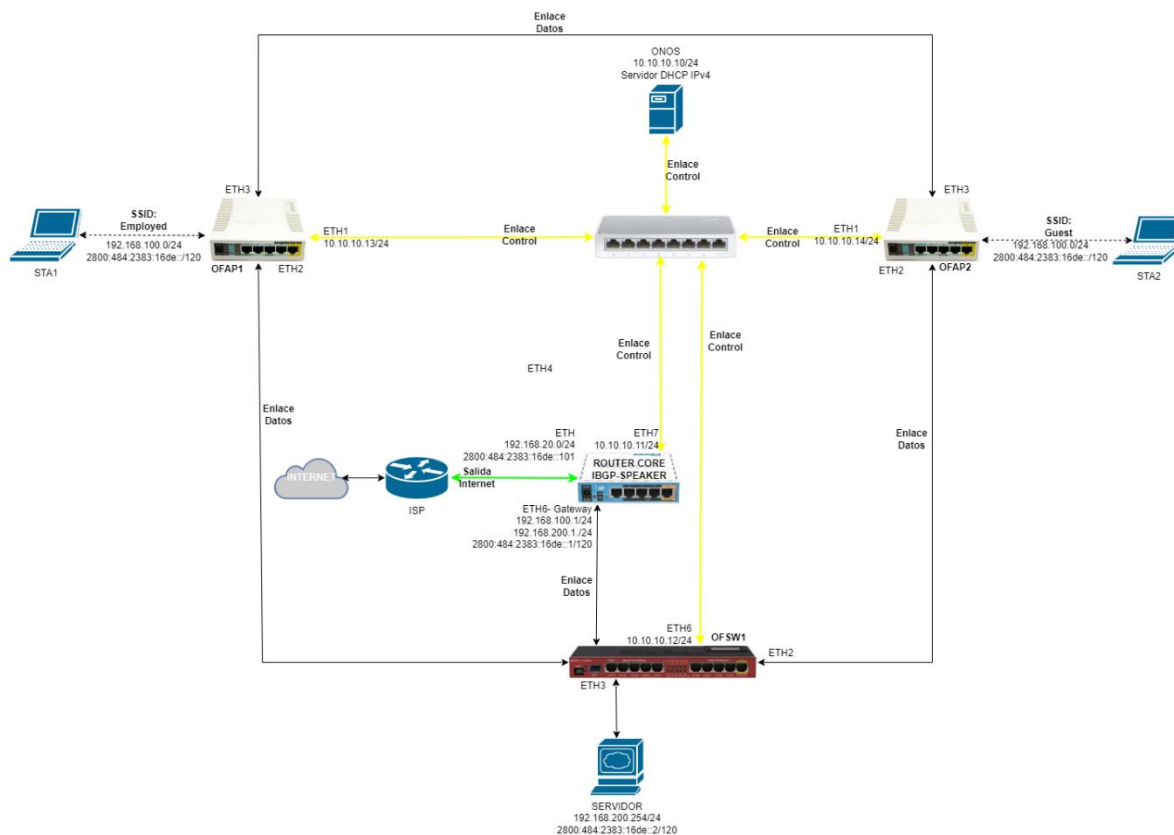 Enlace
Datos
ONOS
10.10.10.10/24
Servidor DHCP IPv4
Enlace
Control
ETH3
ETH3
SSID:
Employed
192.168.100.0/24
2800:484:2383:16de::/120
STA1
OFAP1
ETH2
ETH1
10.10.10.13/24
Enlace
Control
Enlace
Control
ETH1
10.10.10.14/24
ETH2
OFAP2
SSID:
Guest
192.168.100.0/24
2800:484:2383:16de::/120
STA2
Enlace
Control
Enlace
Control
ETH4
Enlace
Datos
Enlace
Datos
ETH
192.168.20.0/24
2800:484:2383:16de::101
ETH7
10.10.10.11/24
ROUTER CORE
IBGP-SPEAKER
Salida
Internet
INTERNET
ISP
ETH6- Gateway
192.168.100.1/24
192.168.200.1./24
2800:484:2383:16de::1/120
Enlace
Datos
ETH6
10.10.10.12/24
OFSW1
ETH2
ETH3
SERVIDOR
192.168.200.254/24
2800:484:2383:16de::2/120